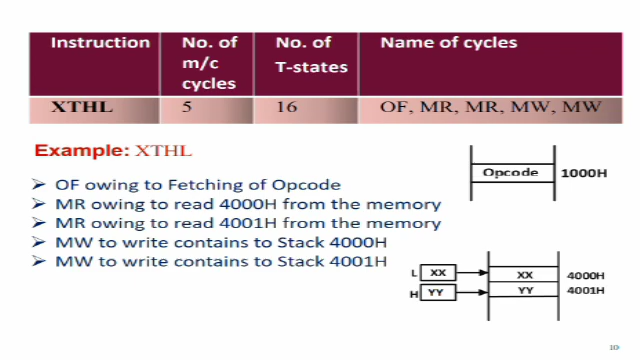 Instruction No. of m/c cycles No. of T-states Name of cycles
XTHL 5 16 OF, MR, MR, MW, MW
Example: XTHL
OF owing to Fetching of Opcode
MR owing to read 4000H from the memory
MR owing to read 4001H from the memory
MW to write contains to Stack 4000H
MW to write contains to Stack 4001H
Opcode 1000H
L XX XX 4000H
H YY YY 4001H